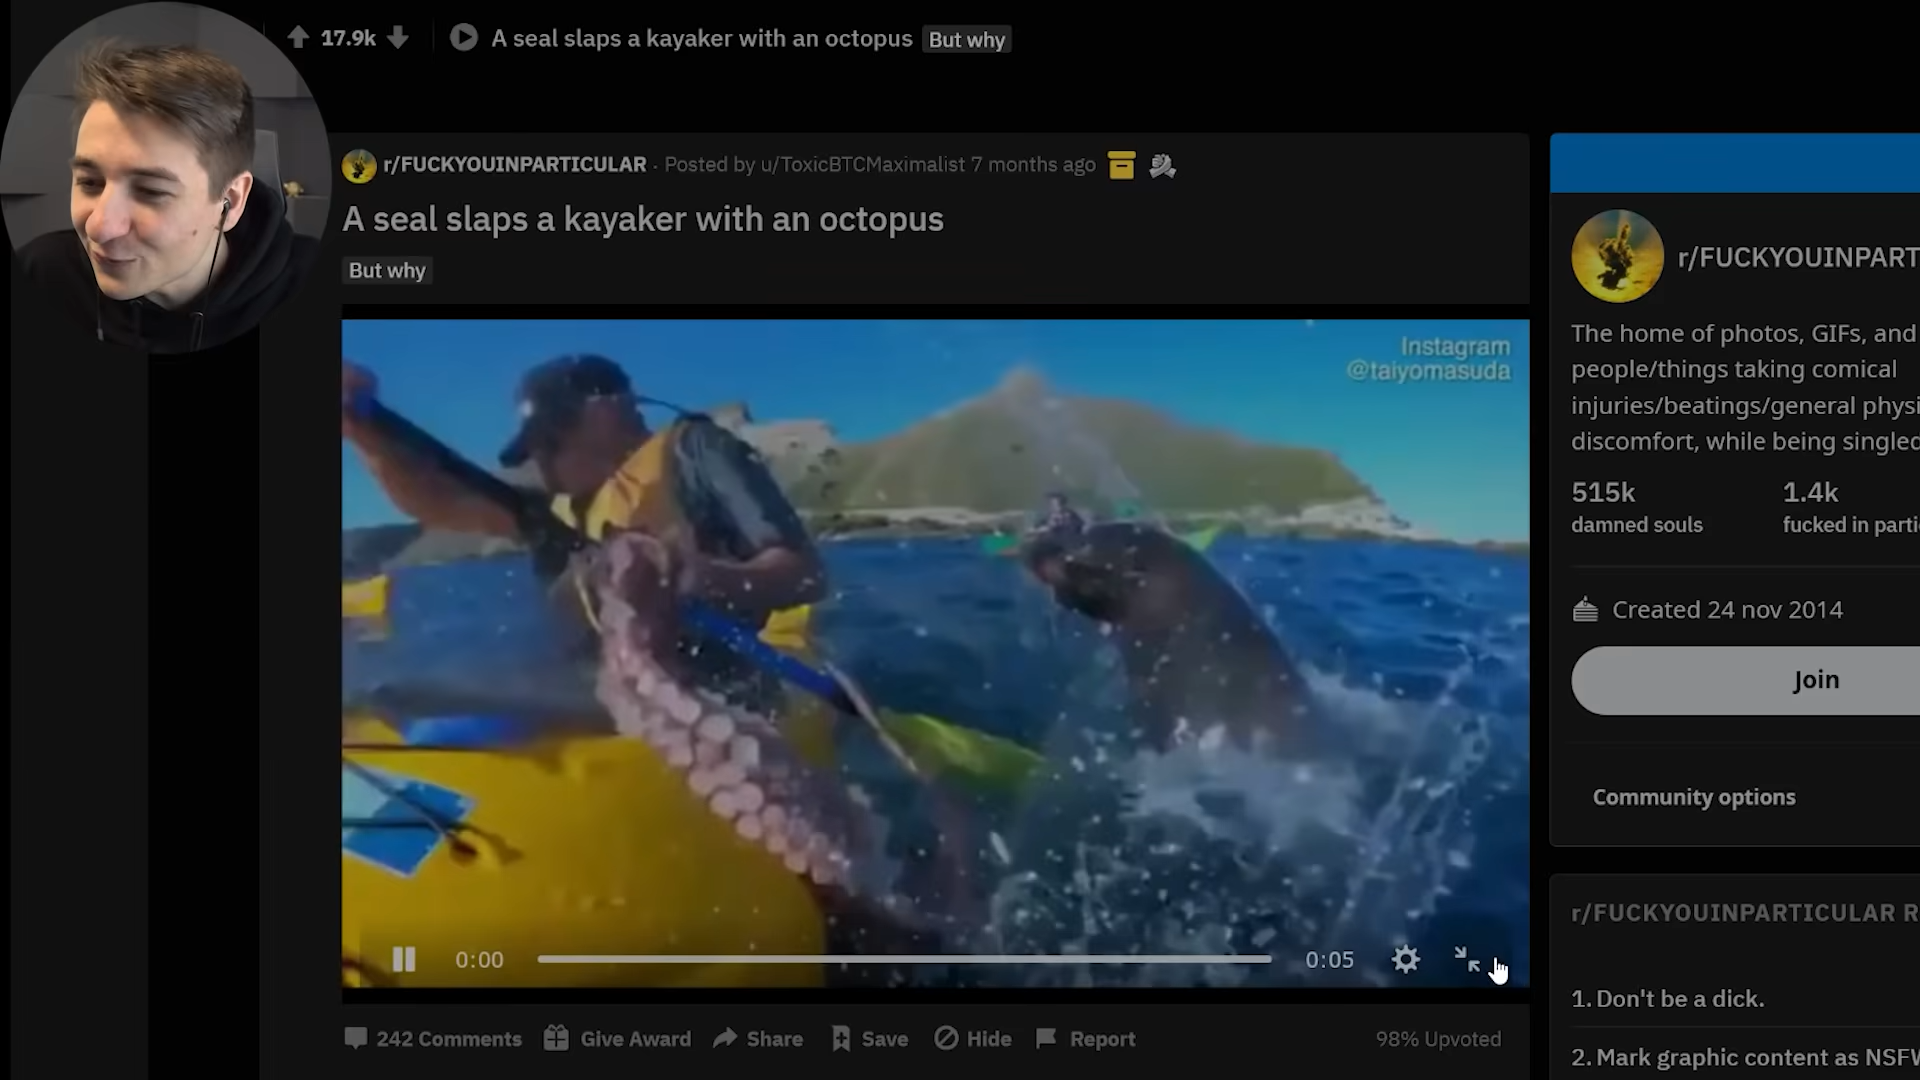 17.9k
A seal slaps a kayaker with an octopus But why
r/FUCKYOUINPARTICULAR · Posted by u/ToxicBTCMaximalist 7 months ago
A seal slaps a kayaker with an octopus
But why
Instagram
@taiyomasuda
0:00
0:05
242 Comments Give Award Share Save Hide Report
98% Upvoted
r/FUCKYOUINPART
The home of photos, GIFs, and
people/things taking comical
injuries/beatings/general physi
discomfort, while being singled
515k 1.4k
damned souls fucked in parti
Created 24 nov 2014
Join
Community options
r/FUCKYOUINPARTICULAR R
1. Don't be a dick.
2. Mark graphic content as NSFW